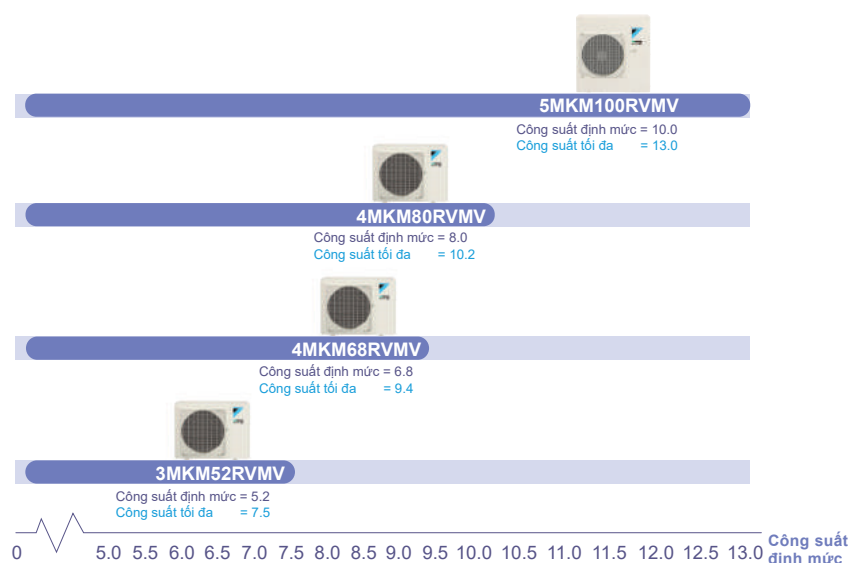 5MKM100RVMV
Công suất định mức = 10.0
Công suất tối đa = 13.0
4MKM80RVMV
Công suất định mức = 8.0
Công suất tối đa = 10.2
4MKM68RVMV
Công suất định mức = 6.8
Công suất tối đa = 9.4
3MKM52RVMV
Công suất định mức = 5.2
Công suất tối đa = 7.5
0 5.0 5.5 6.0 6.5 7.0 7.5 8.0 8.5 9.0 9.5 10.0 10.5 11.0 11.5 12.0 12.5 13.0
Công suất
định mức